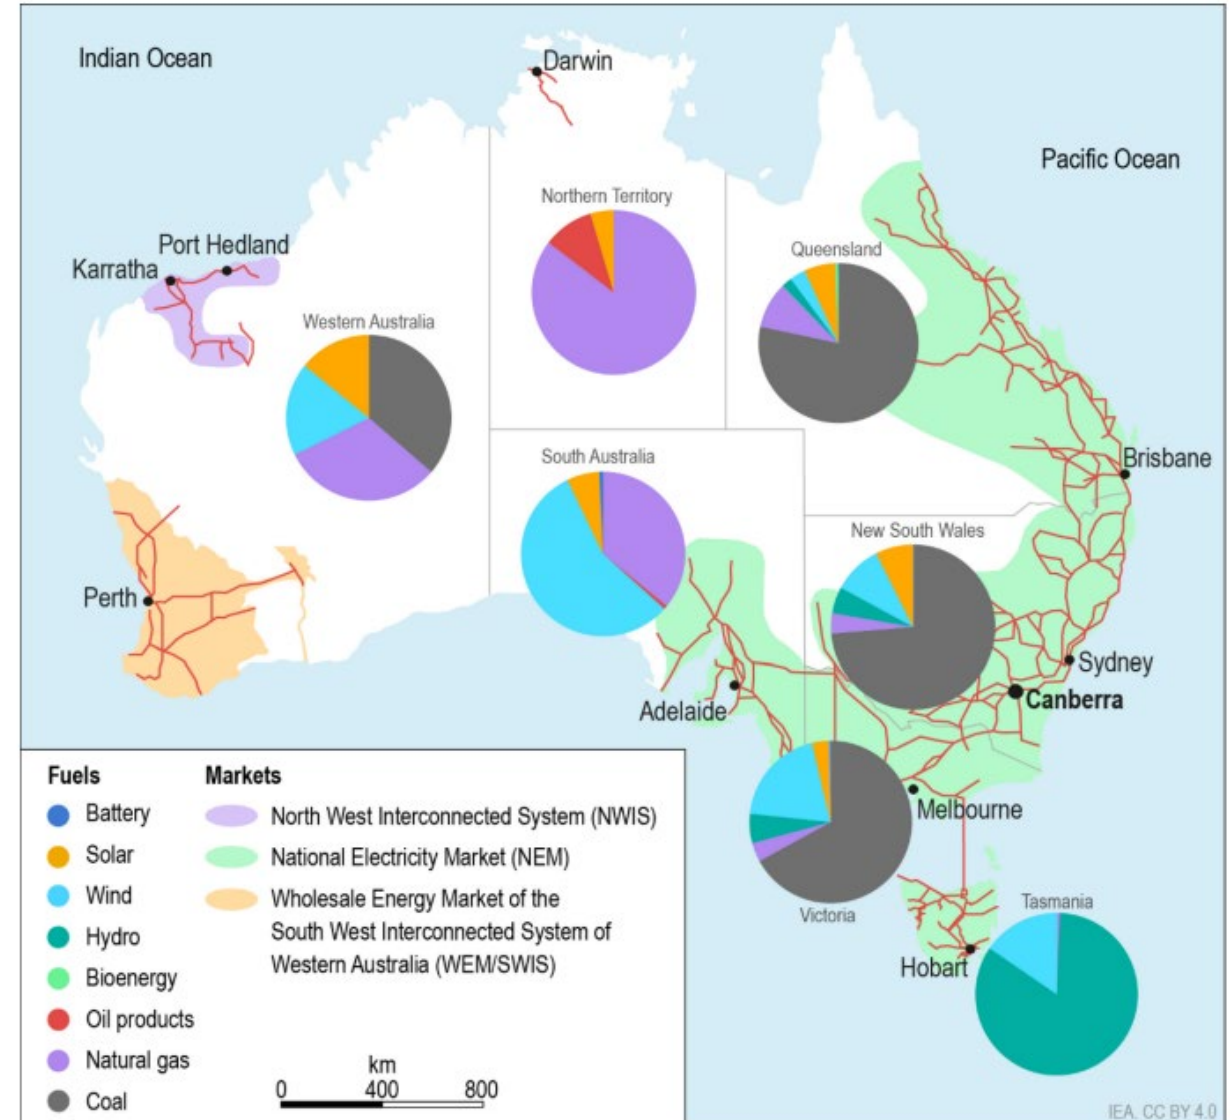 Indian Ocean
Darwin
Pacific Ocean
Northern Territory
Port Hedland
Queensland
Karratha
Western Australia
South Australia
Brisbane
New South Wales
Perth
Sydney
Canberra
Adelaide
Melbourne
Victoria
Tasmania
Hobart
Fuels
Battery
Solar
Wind
Hydro
Bioenergy
Oil products
Natural gas
Coal
Markets
North West Interconnected System (NWIS)
National Electricity Market (NEM)
Wholesale Energy Market of the
South West Interconnected System of
Western Australia (WEM/SWIS)
km
0 400 800
IEA. CC BY 4.0